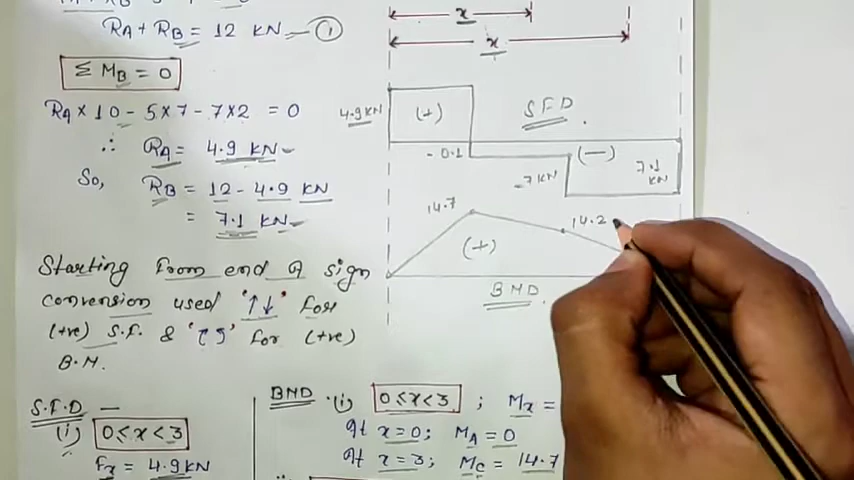 RA + RB = 12 KN — (1)
Σ MB = 0
RA × 10 - 5 × 7 - 7 × 2 = 0
∴ RA = 4.9 KN
So, RB = 12 - 4.9 KN
= 7.1 KN
Starting from end of sign
convension used '↑↓' for
(+ve) S.F. & '↑↺' for (+ve)
B.M.
S.F.D —
(i) 0 < x < 3
Fx = 4.9 KN
BMD (i) 0 ≤ x < 3 ; Mx =
At x = 0; MA = 0
At x = 3; Mc = 14.7
x
x
4.9 KN
(+)
SFD
- 0.1
(—)
7 KN
7.1
KN
14.7
14.2
(+)
BMD